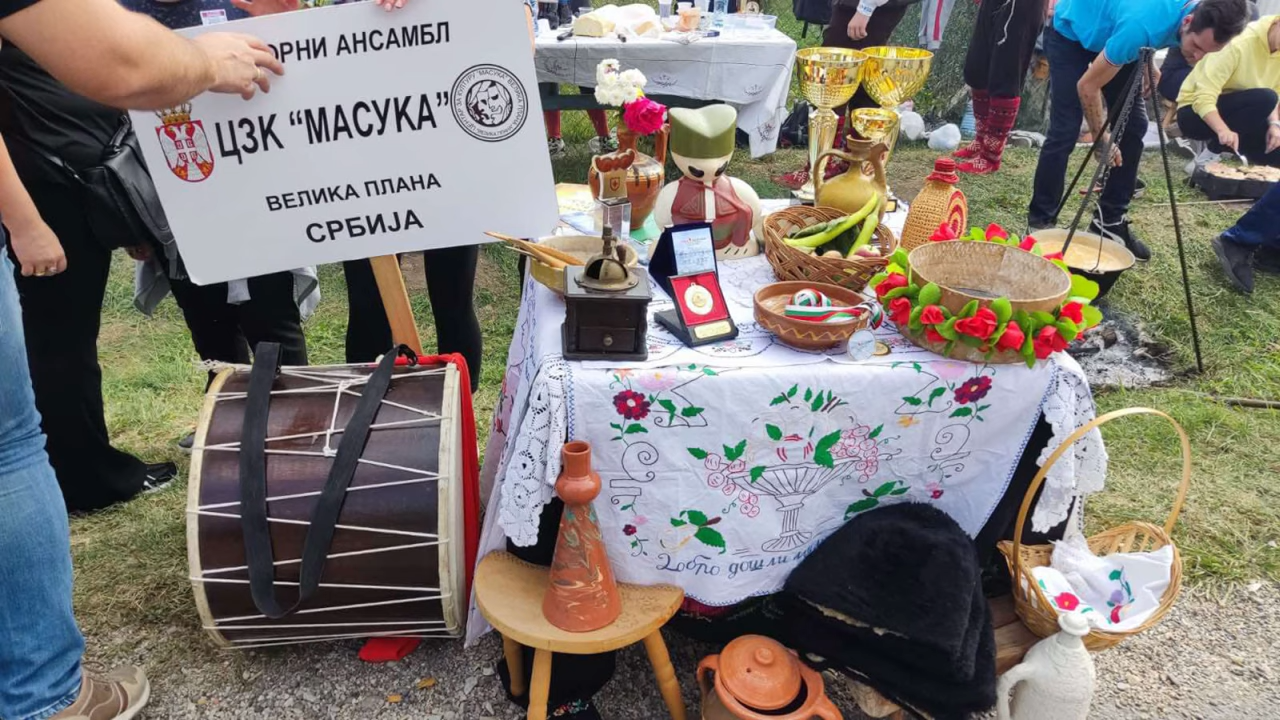 ОРНИ АНСАМБЛ
ЦЗК "МАСУКА"
ВЕЛИКА ПЛАНА
СРБИЈА
Добро дошли